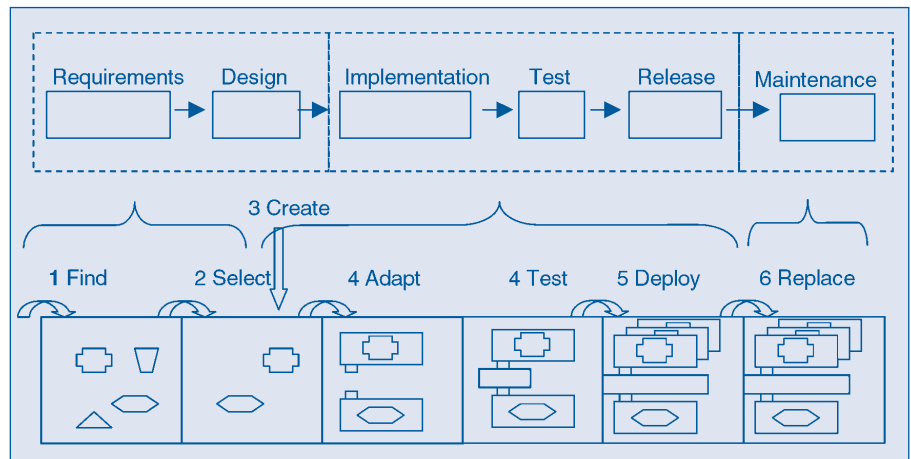 Requirements
Design
Implementation
Test
Release
Maintenance
3 Create
1 Find
2 Select
4 Adapt
4 Test
5 Deploy
6 Replace